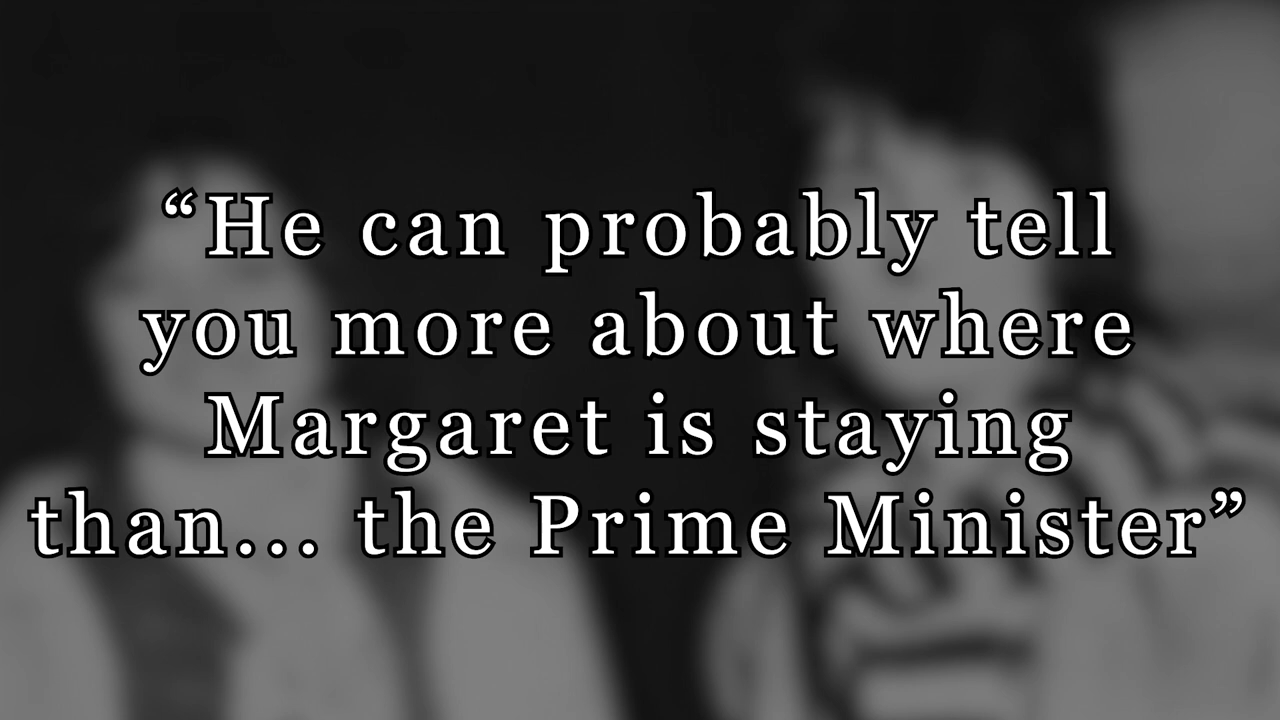 “He can probably tell
you more about where
Margaret is staying
than... the Prime Minister”